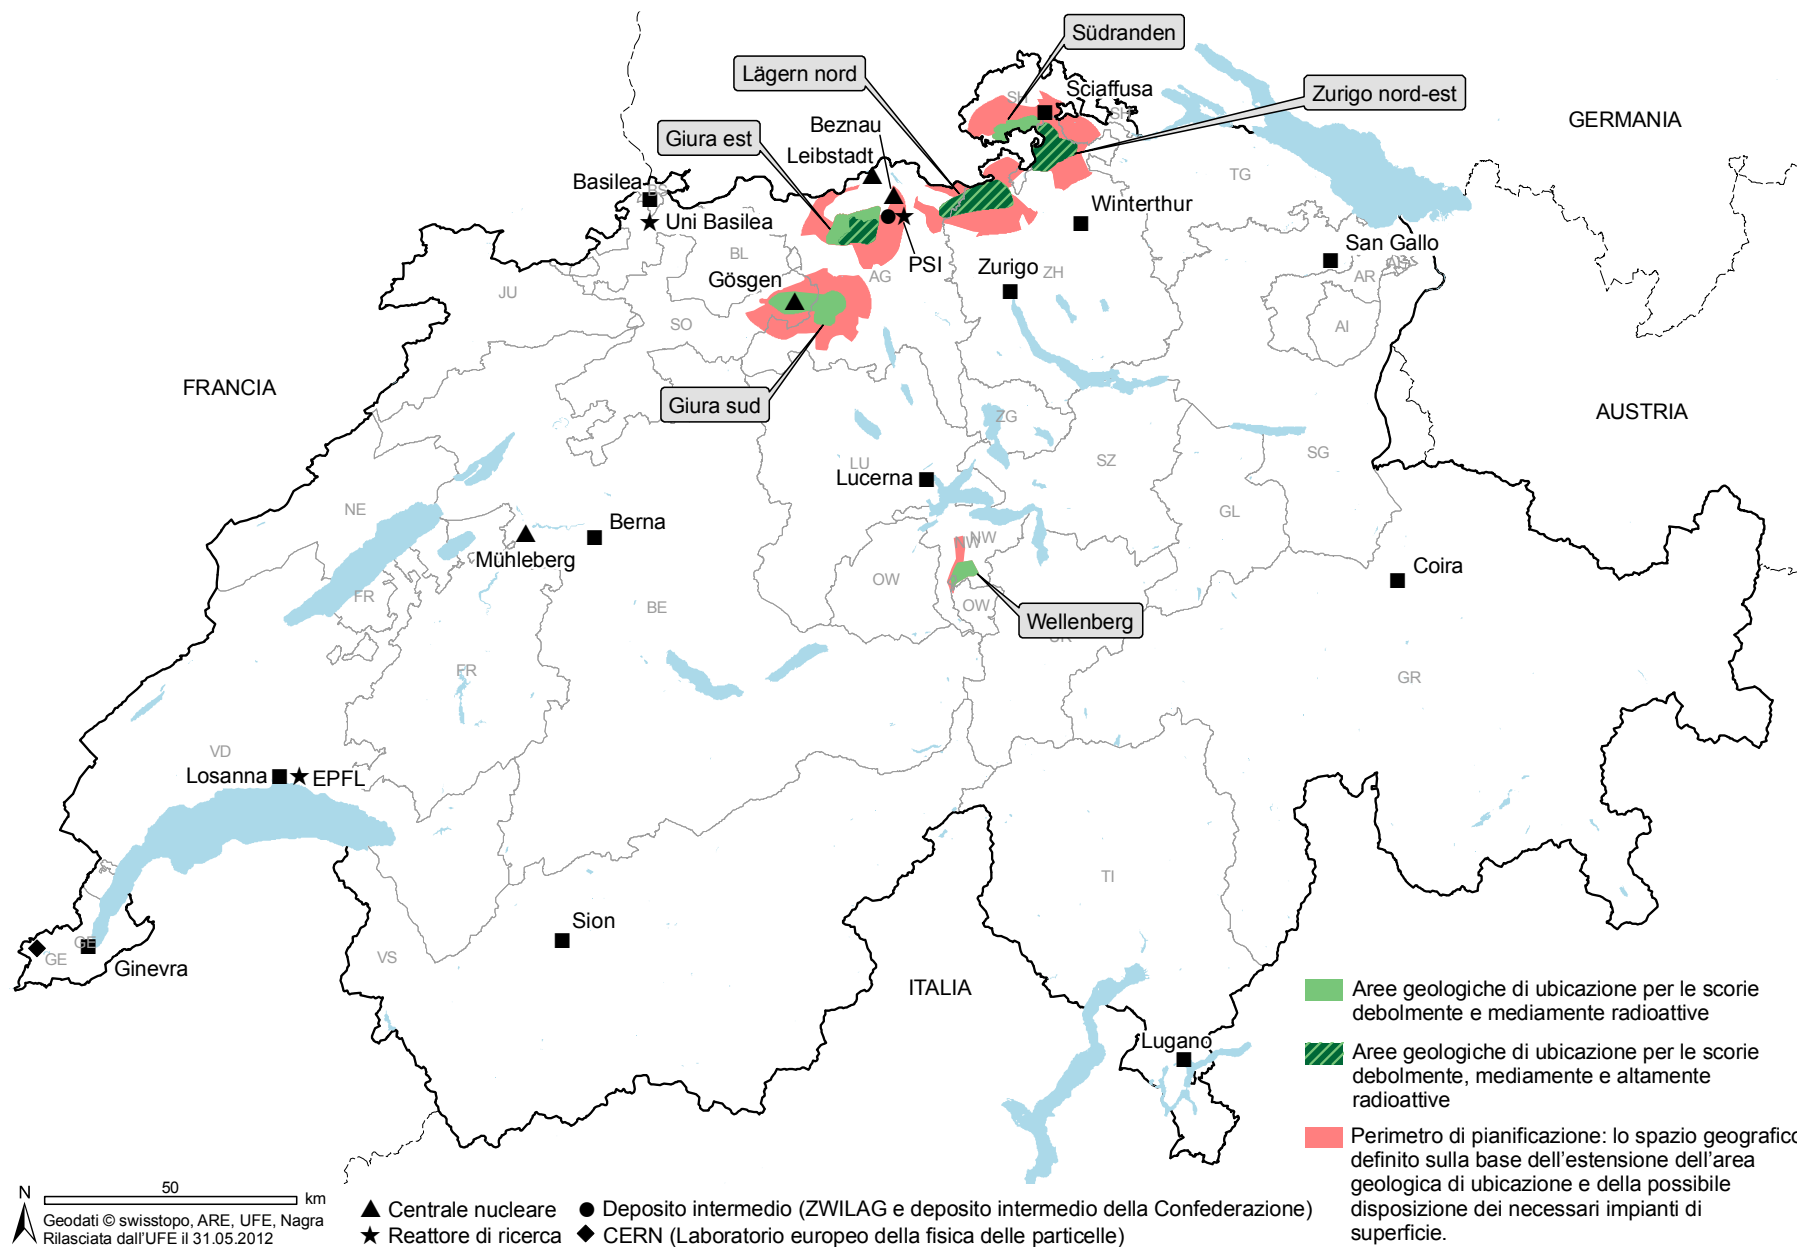 Südranden
Lägern nord
Sciaffusa
SH
SH
Zurigo nord-est
GERMANIA
Beznau
Giura est
Leibstadt
TG
Basilea
BS
Winterthur
Uni Basilea
San Gallo
BL
PSI
Zurigo
ZH
AG
AR
Gösgen
JU
SO
AI
FRANCIA
Giura sud
AUSTRIA
ZG
LU
SZ
SG
Lucerna
NE
GL
Berna
NW
NW
Mühleberg
Coira
OW
FR
BE
OW
Wellenberg
UR
FR
GR
VD
Losanna
EPFL
TI
Sion
GE
GE
Ginevra
VS
ITALIA
Lugano
Aree geologiche di ubicazione per le scorie
debolmente e mediamente radioattive
Aree geologiche di ubicazione per le scorie
debolmente, mediamente e altamente
radioattive
Perimetro di pianificazione: lo spazio geografico
definito sulla base dell'estensione dell'area
geologica di ubicazione e della possibile
disposizione dei necessari impianti di
superficie.
N
50
km
Geodati © swisstopo, ARE, UFE, Nagra
Rilasciata dall'UFE il 31.05.2012
Centrale nucleare
Deposito intermedio (ZWILAG e deposito intermedio della Confederazione)
Reattore di ricerca
CERN (Laboratorio europeo della fisica delle particelle)